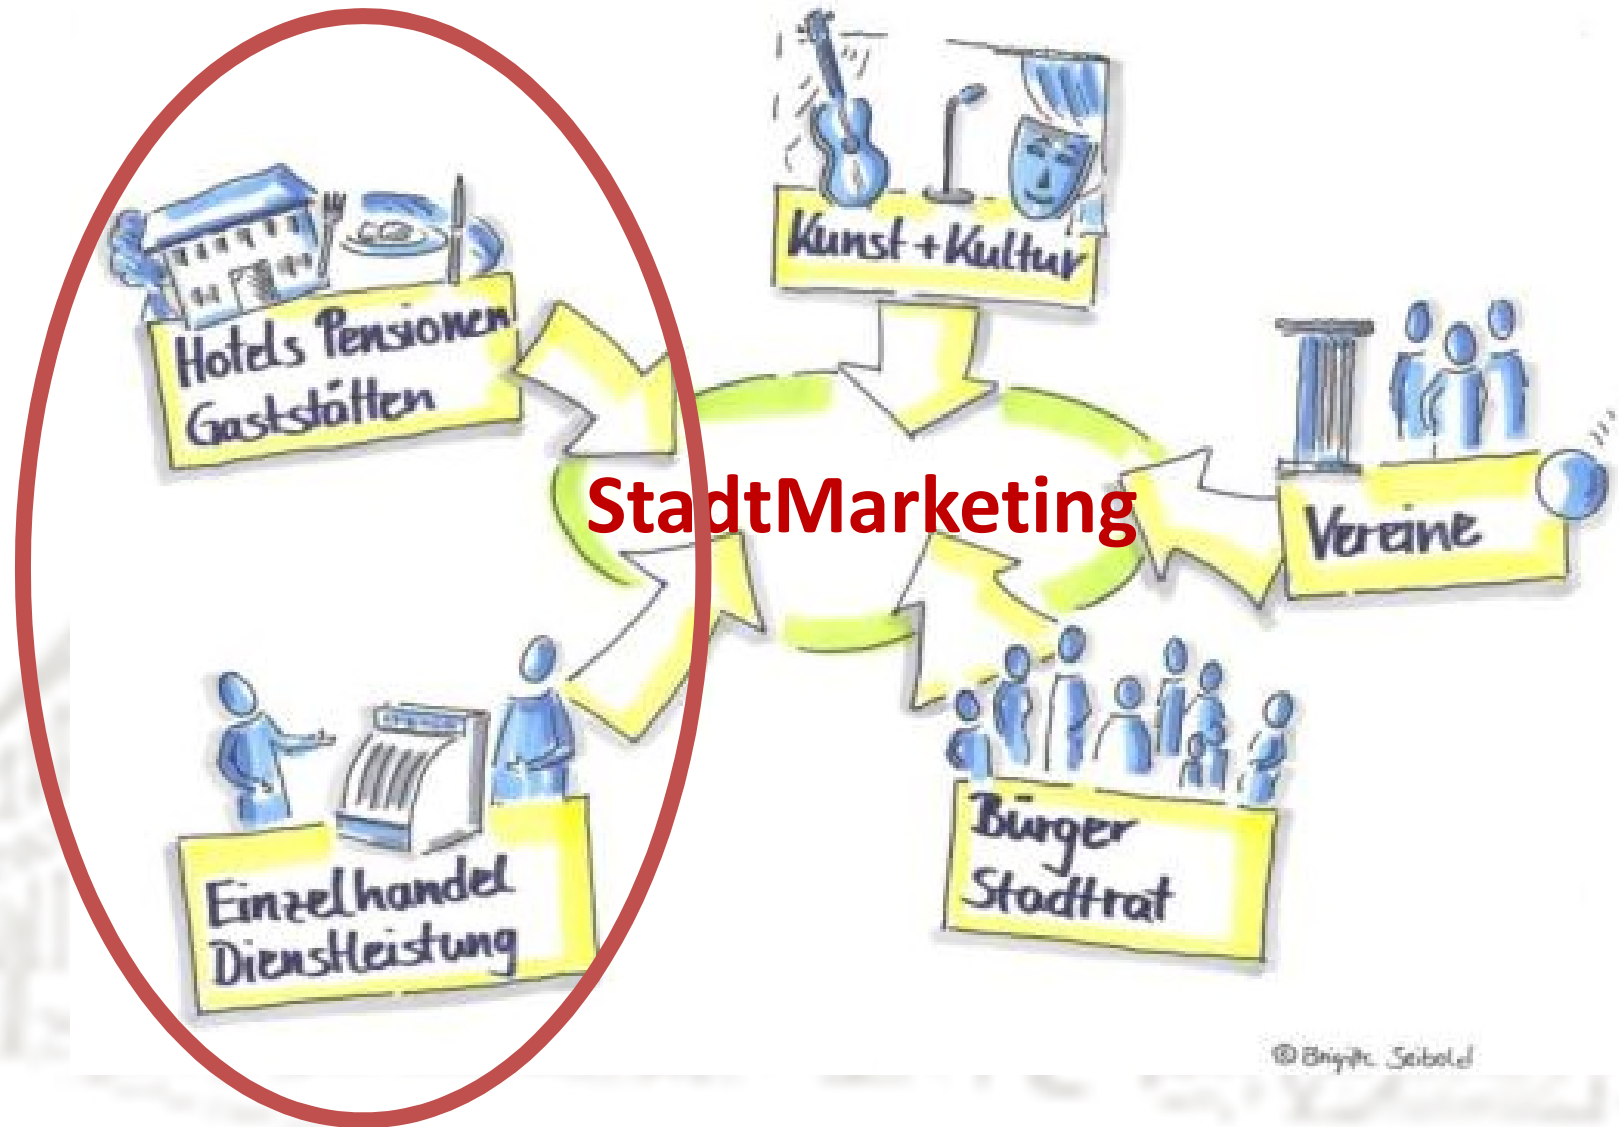 Kunst + Kultur
Hotels Pensionen
Gaststätten
StadtMarketing
Vereine
Bürger
Stadtrat
Einzelhandel
Dienstleistung
© Brigitte Seibold